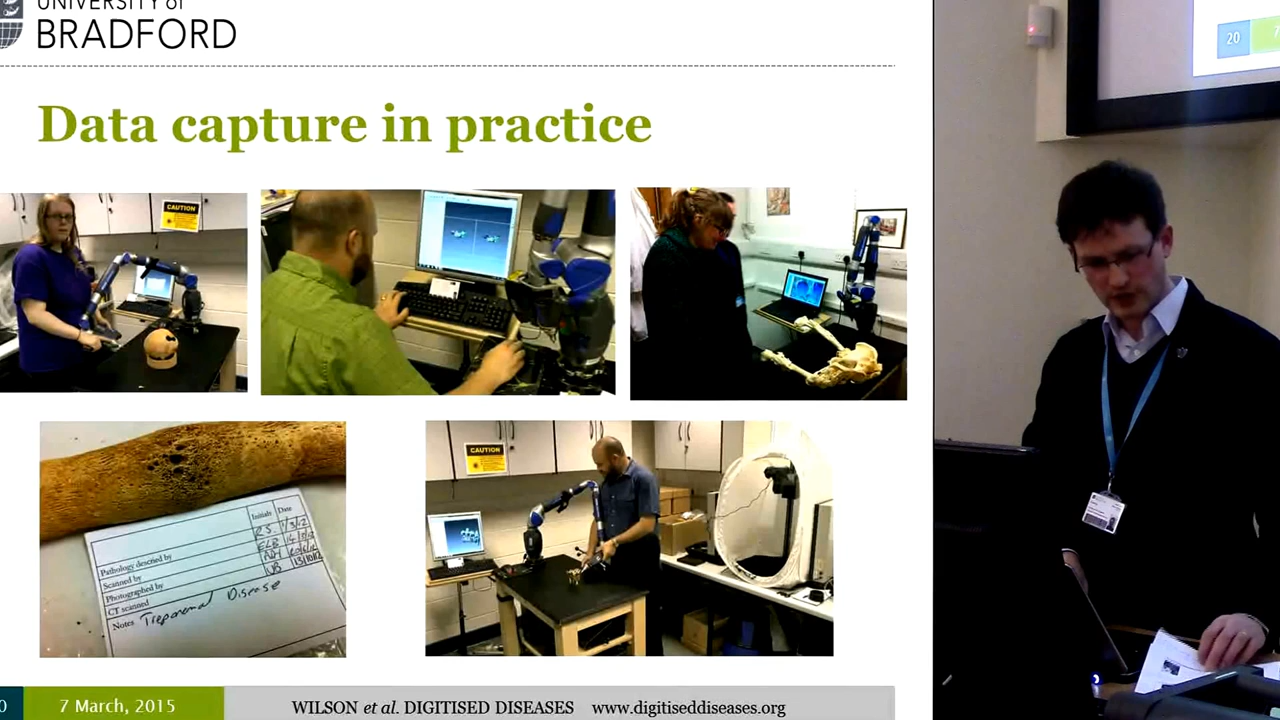 UNIVERSITY of
BRADFORD
Data capture in practice
CAUTION
CAUTION
Initials Date
Pathology described by
Scanned by
Photographed by
CT scanned
Notes Treponemal Disease
7 March, 2015
WILSON et al. DIGITISED DISEASES www.digitiseddiseases.org
20